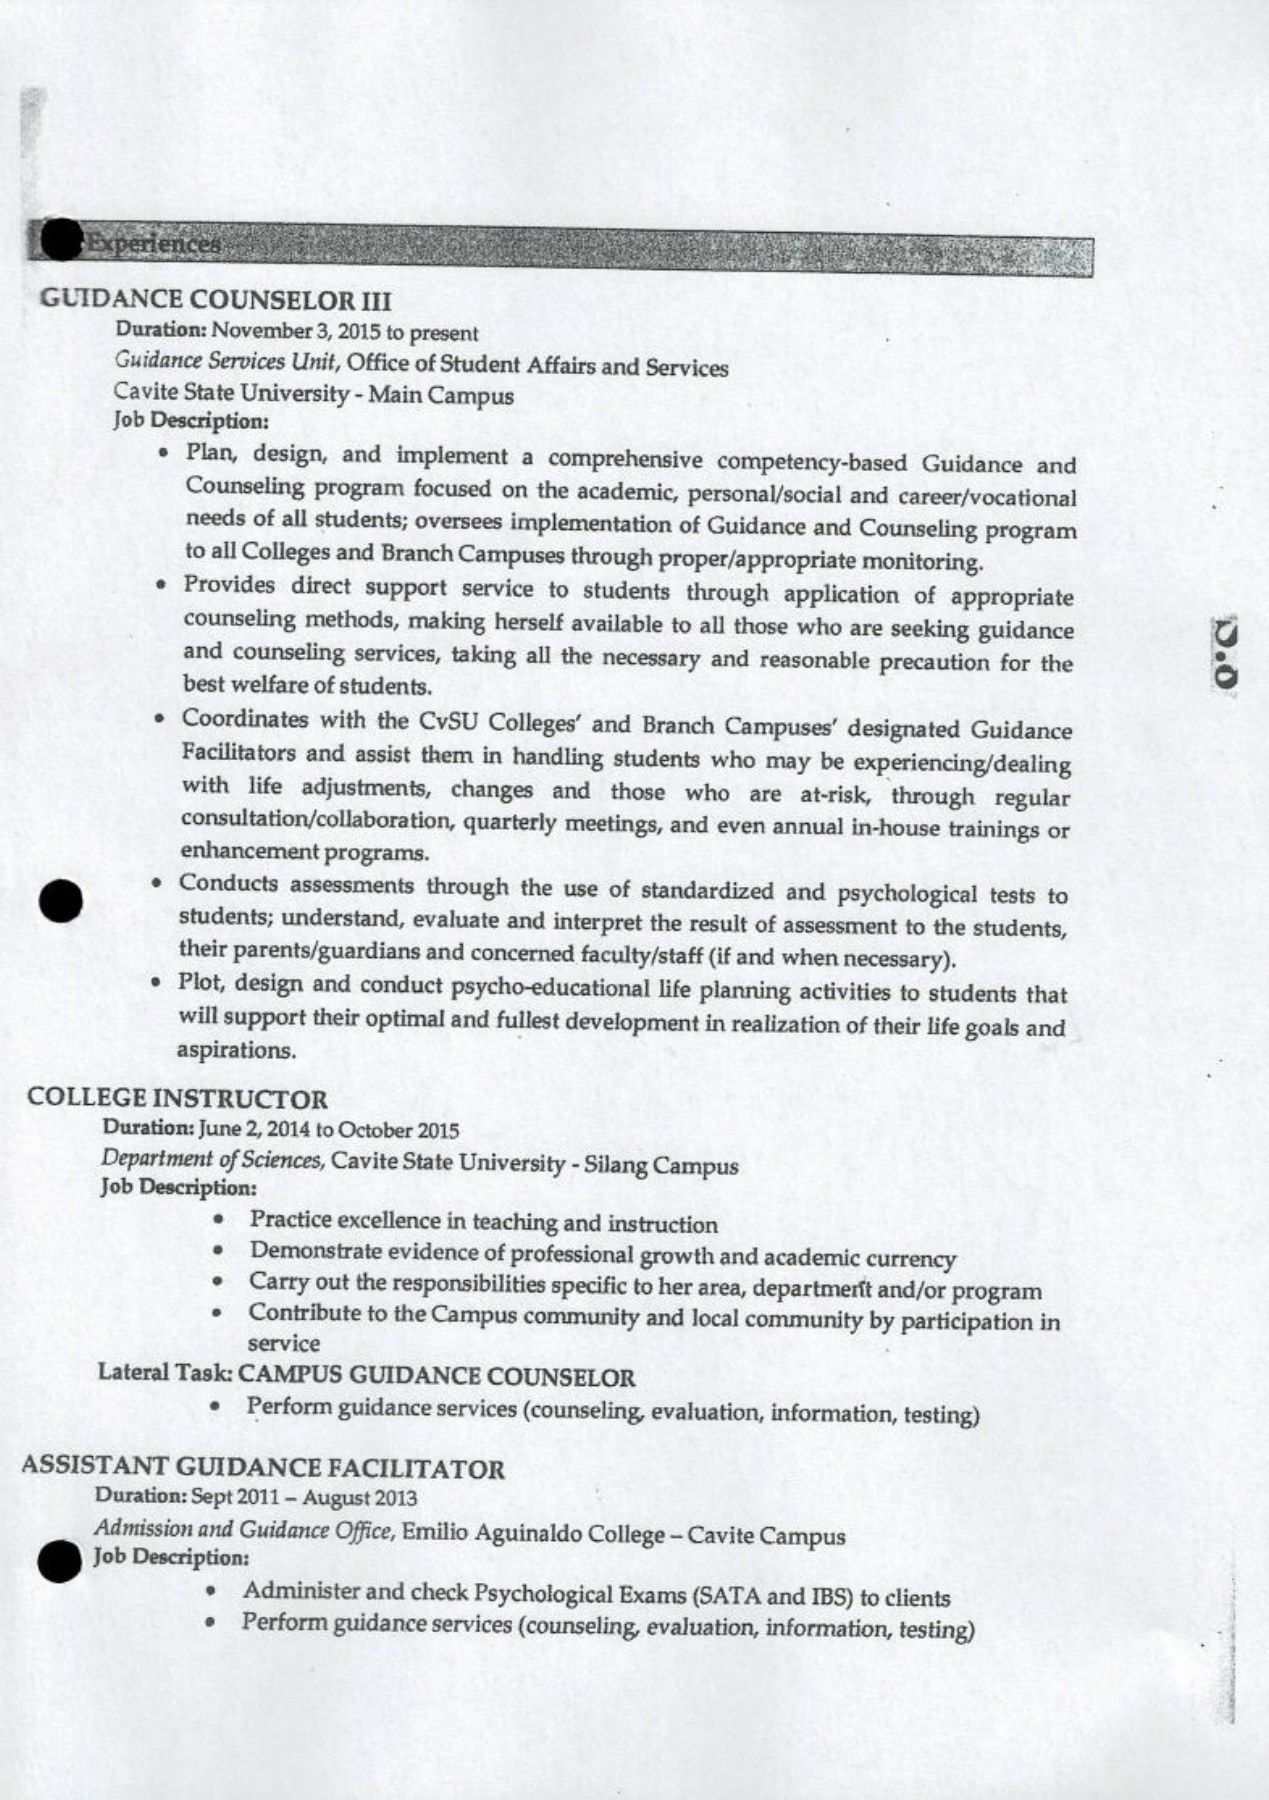 Experiences
GUIDANCE COUNSELOR III
Duration: November 3, 2015 to present
Guidance Services Unit, Office of Student Affairs and Services
Cavite State University - Main Campus
Job Description:
• Plan, design, and implement a comprehensive competency-based Guidance and
Counseling program focused on the academic, personal/social and career/vocational
needs of all students; oversees implementation of Guidance and Counseling program
to all Colleges and Branch Campuses through proper/appropriate monitoring.
• Provides direct support service to students through application of appropriate
counseling methods, making herself available to all those who are seeking guidance
and counseling services, taking all the necessary and reasonable precaution for the
best welfare of students.
• Coordinates with the CvSU Colleges' and Branch Campuses' designated Guidance
Facilitators and assist them in handling students who may be experiencing/dealing
with life adjustments, changes and those who are at-risk, through regular
consultation/collaboration, quarterly meetings, and even annual in-house trainings or
enhancement programs.
• Conducts assessments through the use of standardized and psychological tests to
students; understand, evaluate and interpret the result of assessment to the students,
their parents/guardians and concerned faculty/staff (if and when necessary).
• Plot, design and conduct psycho-educational life planning activities to students that
will support their optimal and fullest development in realization of their life goals and
aspirations.
COLLEGE INSTRUCTOR
Duration: June 2, 2014 to October 2015
Department of Sciences, Cavite State University - Silang Campus
Job Description:
• Practice excellence in teaching and instruction
• Demonstrate evidence of professional growth and academic currency
• Carry out the responsibilities specific to her area, department and/or program
• Contribute to the Campus community and local community by participation in
service
Lateral Task: CAMPUS GUIDANCE COUNSELOR
• Perform guidance services (counseling, evaluation, information, testing)
ASSISTANT GUIDANCE FACILITATOR
Duration: Sept 2011 – August 2013
Admission and Guidance Office, Emilio Aguinaldo College – Cavite Campus
Job Description:
• Administer and check Psychological Exams (SATA and IBS) to clients
• Perform guidance services (counseling, evaluation, information, testing)